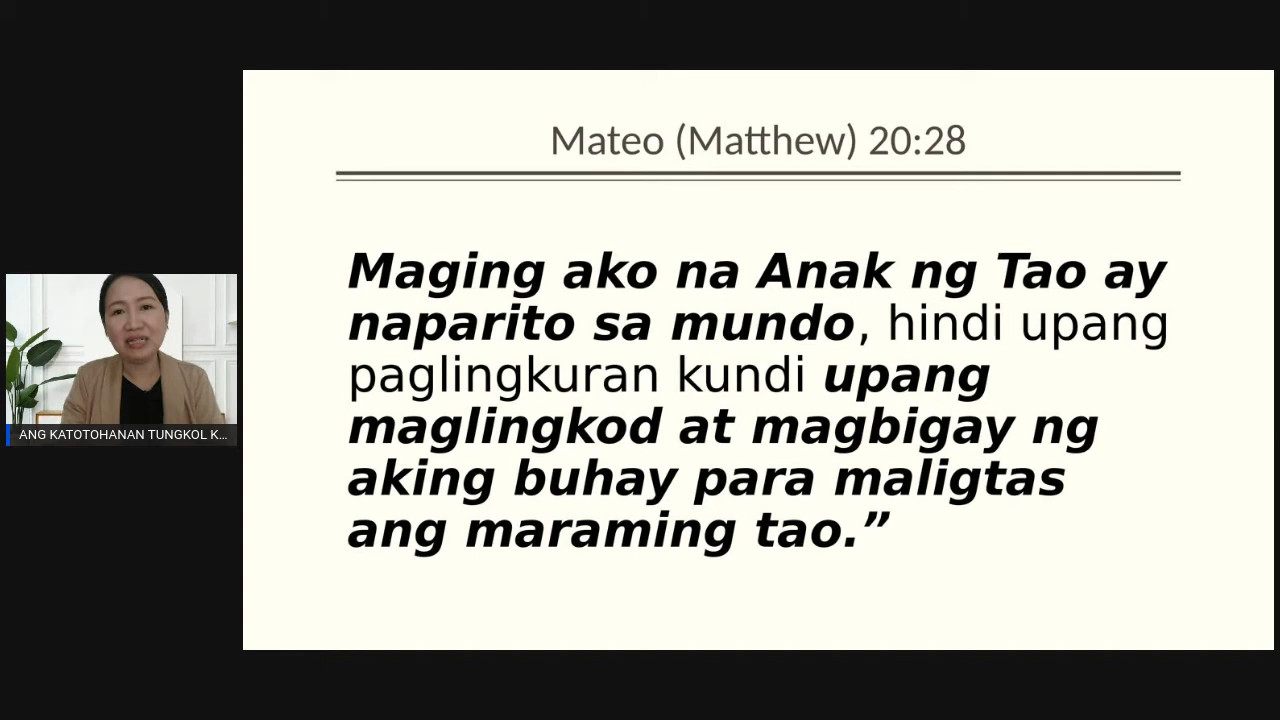 Mateo (Matthew) 20:28
Maging ako na Anak ng Tao ay
naparito sa mundo, hindi upang
paglingkuran kundi upang
maglingkod at magbigay ng
aking buhay para maligtas
ang maraming tao.”
ANG KATOTOHANAN TUNGKOL K...